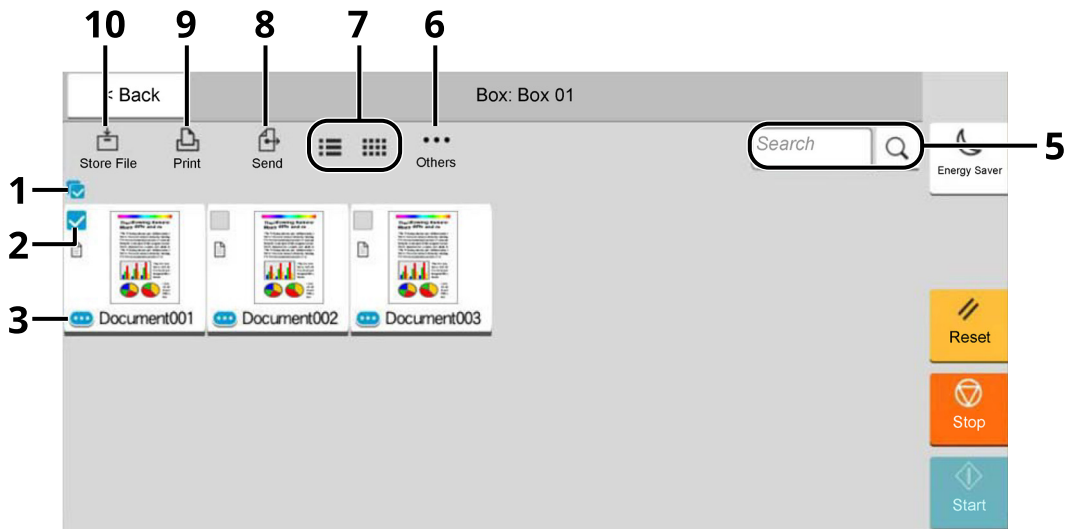 10 9 8 7 6
< Back
Box: Box 01
Store File
Print
Send
Others
Search
5
Energy Saver
1
2
3
Document001
Document002
Document003
Reset
Stop
Start